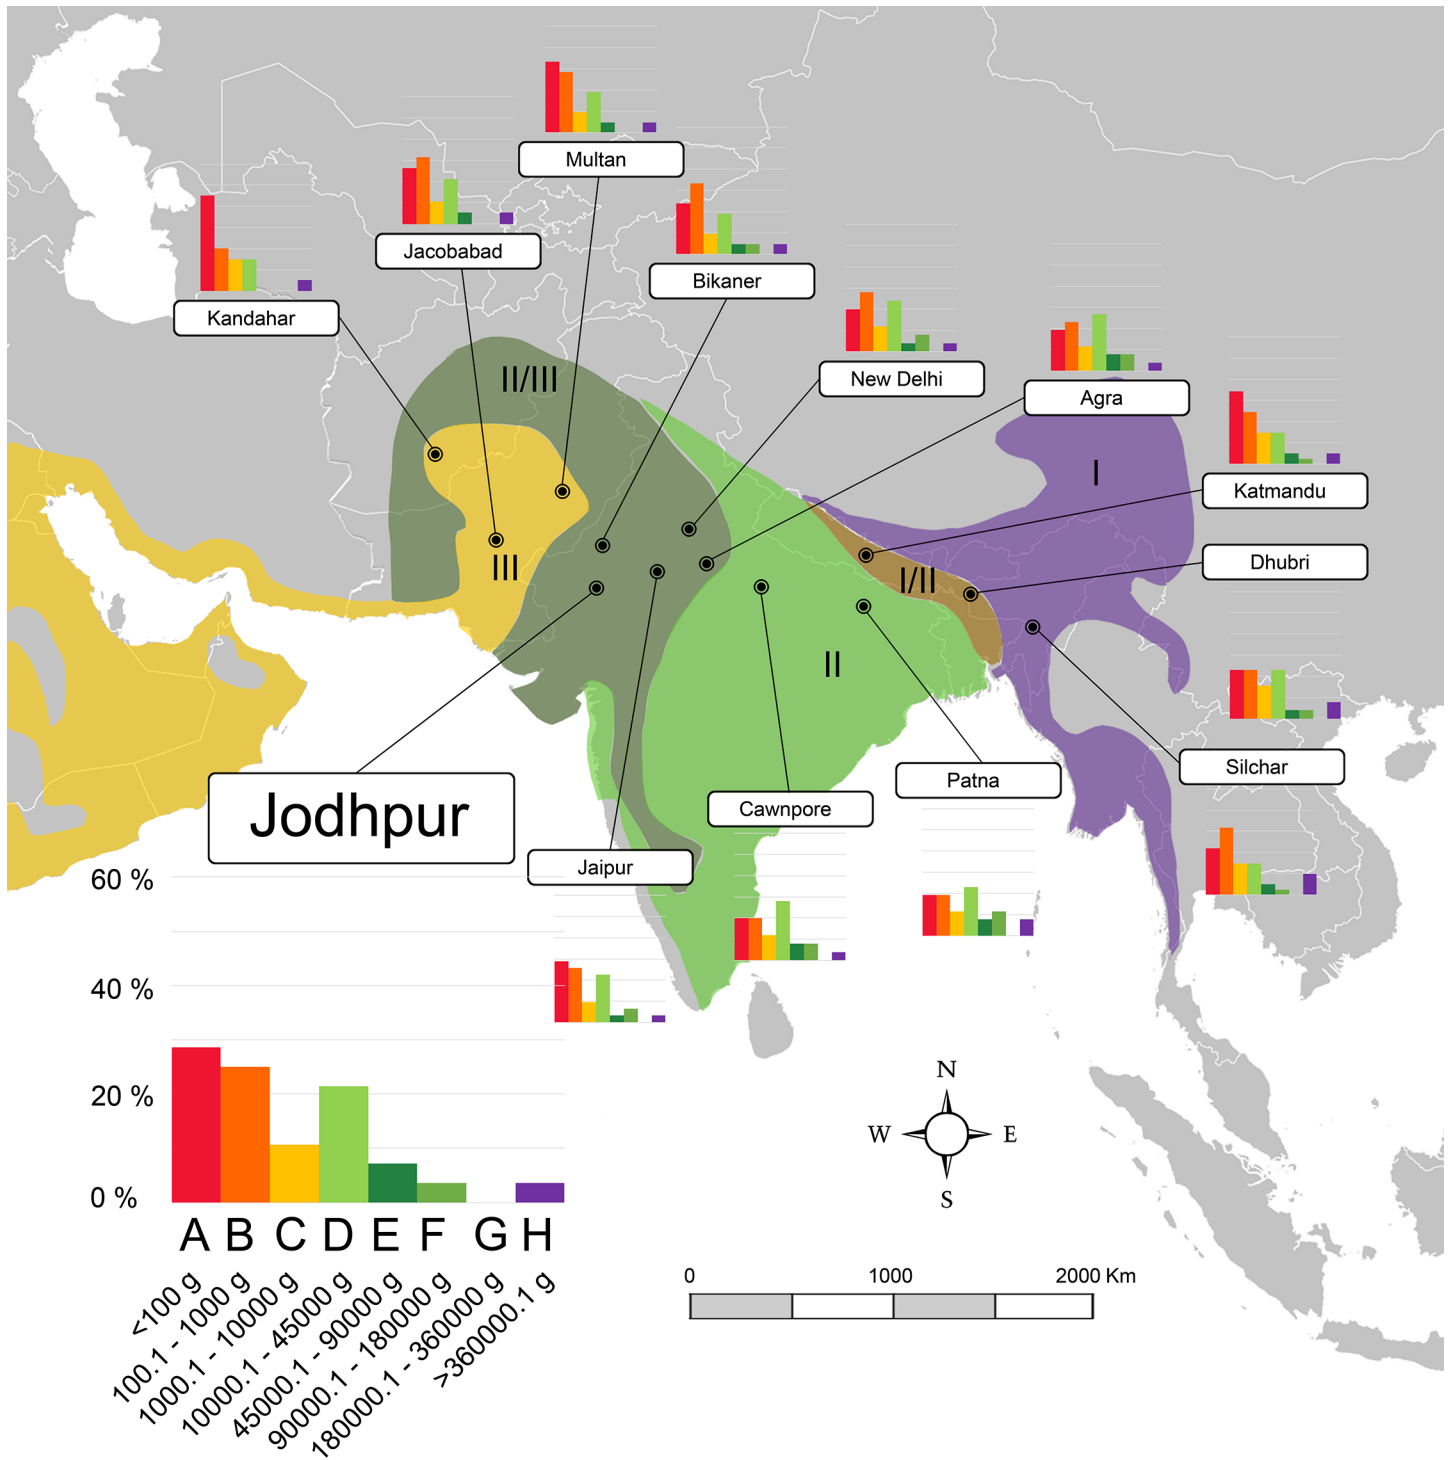 Multan
Jacobabad
Bikaner
Kandahar
New Delhi
Agra
II/III
I
Katmandu
Dhubri
III
I/II
II
Silchar
Patna
Cawnpore
Jodhpur
Jaipur
60 %
40 %
20 %
0 %
A B C D E F G H
<100 g
100.1 - 1000 g
1000.1 - 10000 g
10000.1 - 45000 g
45000.1 - 90000 g
90000.1 - 180000 g
180000.1 - 360000 g
>360000.1 g
N
W E
S
0 1000 2000 Km